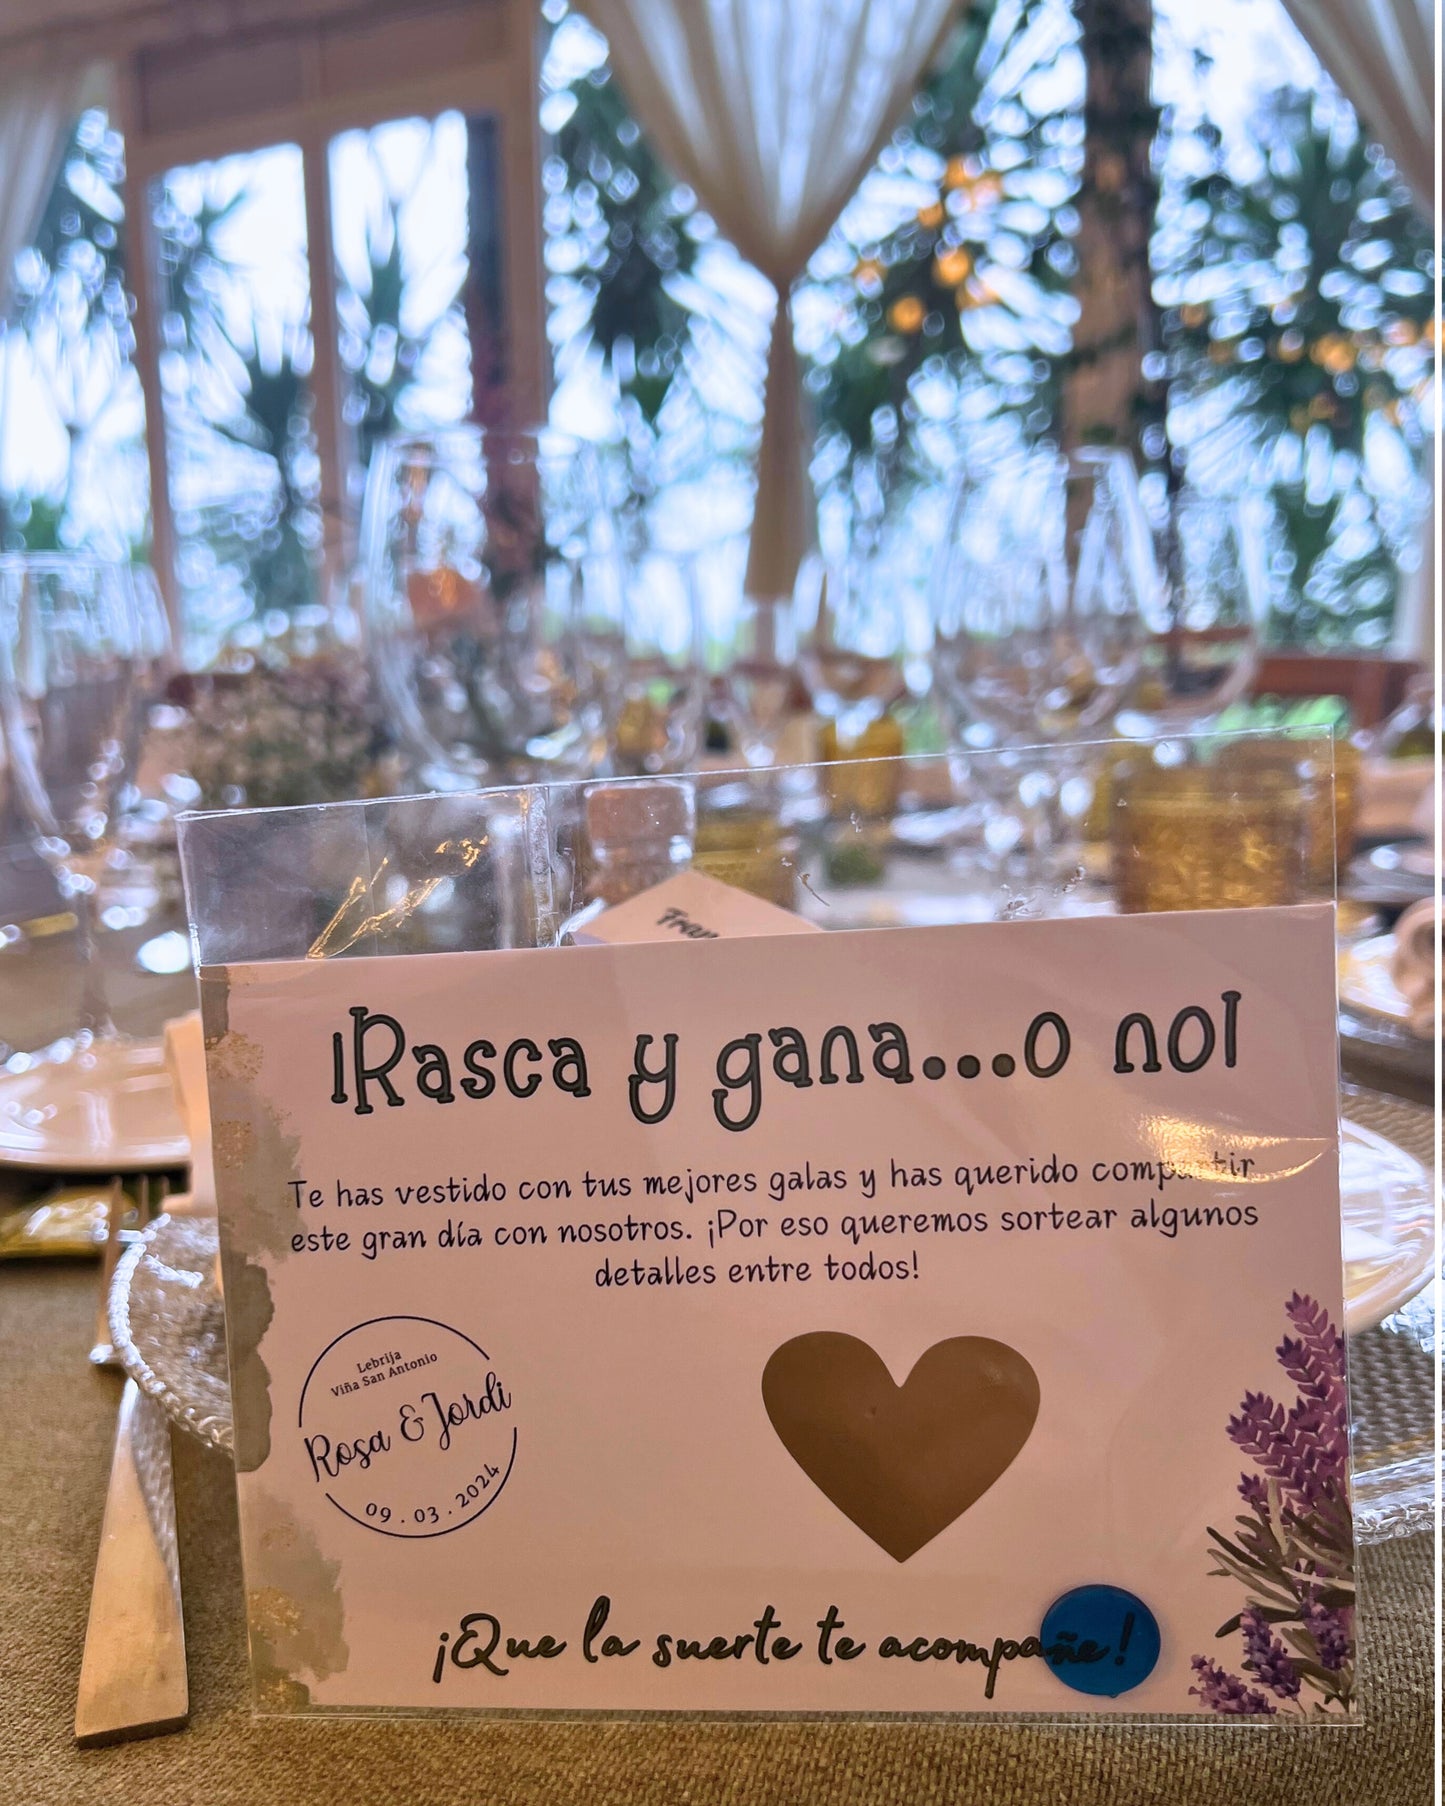 Fran
¡Rasca y gana...o no!
Te has vestido con tus mejores galas y has querido compartir
este gran día con nosotros. ¡Por eso queremos sortear algunos
detalles entre todos!
Lebrija
Viña San Antonio
Rosa & Jordi
09.03.2024
¡Que la suerte te acompañe!